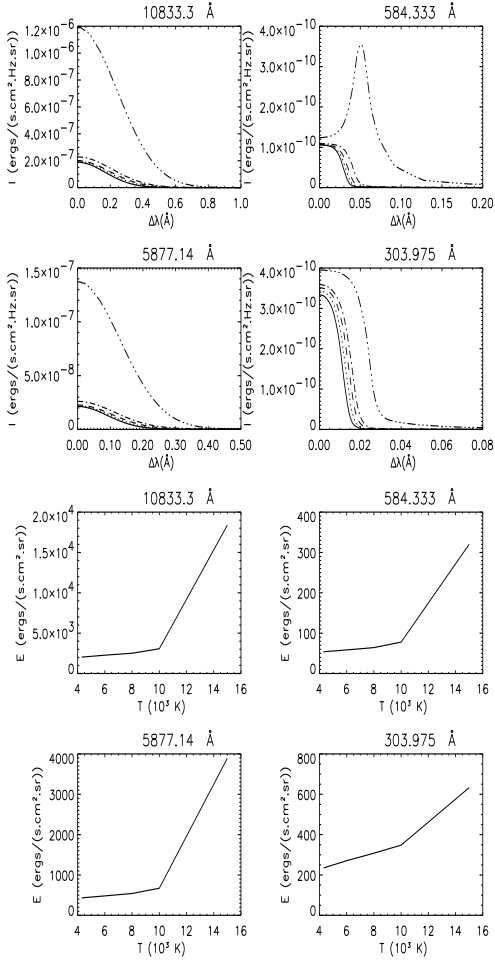 10833.3 Å
584.333 Å
I (ergs/(s.cm².Hz.sr)
1.2×10⁻⁶
1.0×10⁻⁶
8.0×10⁻⁷
6.0×10⁻⁷
4.0×10⁻⁷
2.0×10⁻⁷
0
0.0 0.2 0.4 0.6 0.8 1.0
Δλ(Å)
I (ergs/(s.cm².Hz.sr)
4.0×10⁻¹⁰
3.0×10⁻¹⁰
2.0×10⁻¹⁰
1.0×10⁻¹⁰
0
0.00 0.05 0.10 0.15 0.20
Δλ(Å)
5877.14 Å
303.975 Å
I (ergs/(s.cm².Hz.sr)
1.5×10⁻⁷
1.0×10⁻⁷
5.0×10⁻⁸
0
0.00 0.10 0.20 0.30 0.40 0.50
Δλ(Å)
I (ergs/(s.cm².Hz.sr)
4.0×10⁻¹⁰
3.0×10⁻¹⁰
2.0×10⁻¹⁰
1.0×10⁻¹⁰
0
0.00 0.02 0.04 0.06 0.08
Δλ(Å)
10833.3 Å
584.333 Å
E (ergs/(s.cm².sr))
2.0×10⁴
1.5×10⁴
1.0×10⁴
5.0×10³
0
4 6 8 10 12 14 16
T (10³ K)
E (ergs/(s.cm².sr))
400
300
200
100
0
4 6 8 10 12 14 16
T (10³ K)
5877.14 Å
303.975 Å
E (ergs/(s.cm².sr))
4000
3000
2000
1000
0
4 6 8 10 12 14 16
T (10³ K)
E (ergs/(s.cm².sr))
800
600
400
200
0
4 6 8 10 12 14 16
T (10³ K)